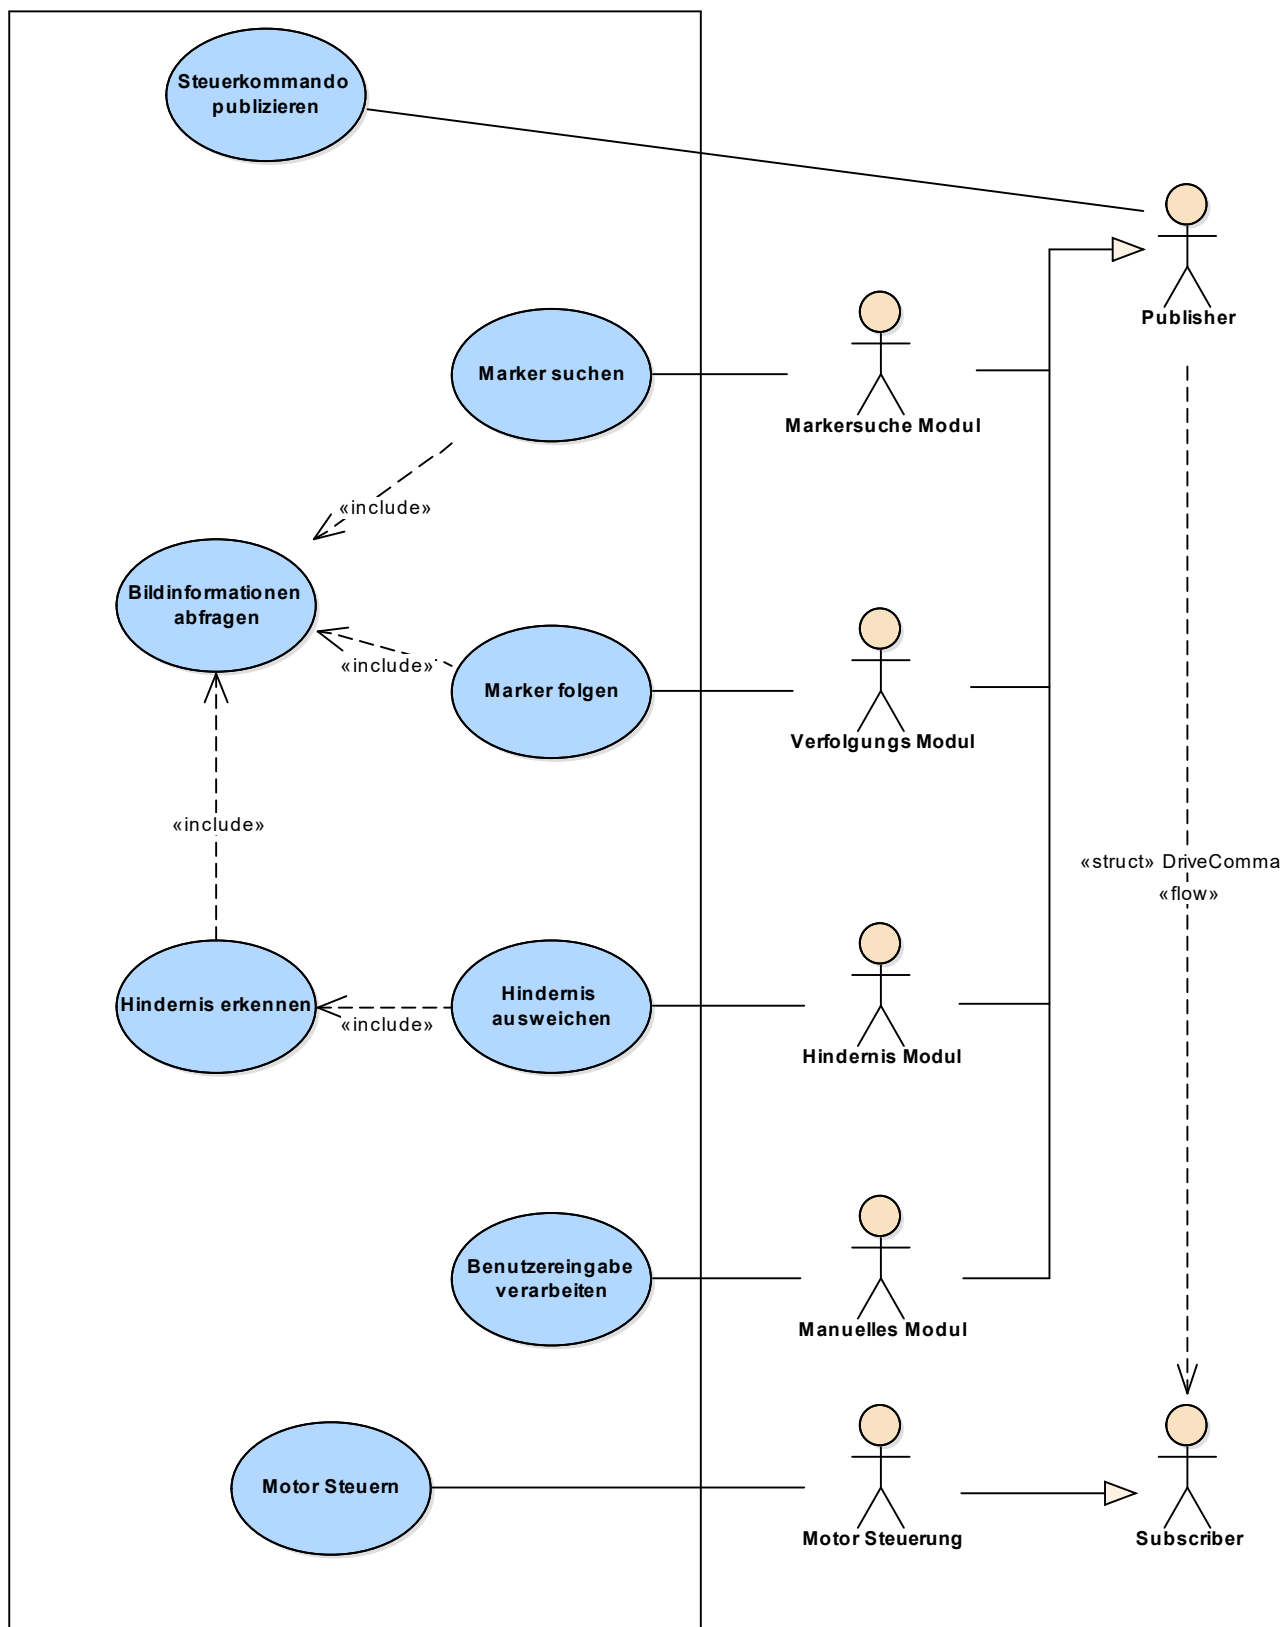 Steuerkommando
publizieren
Publisher
Marker suchen
Markersuche Modul
«include»
Bildinformationen
abfragen
«include»
Marker folgen
Verfolgungs Modul
«include»
«struct» DriveComma
«flow»
Hindernis erkennen
«include»
Hindernis
ausweichen
Hindernis Modul
Benutzereingabe
verarbeiten
Manuelles Modul
Motor Steuern
Motor Steuerung
Subscriber